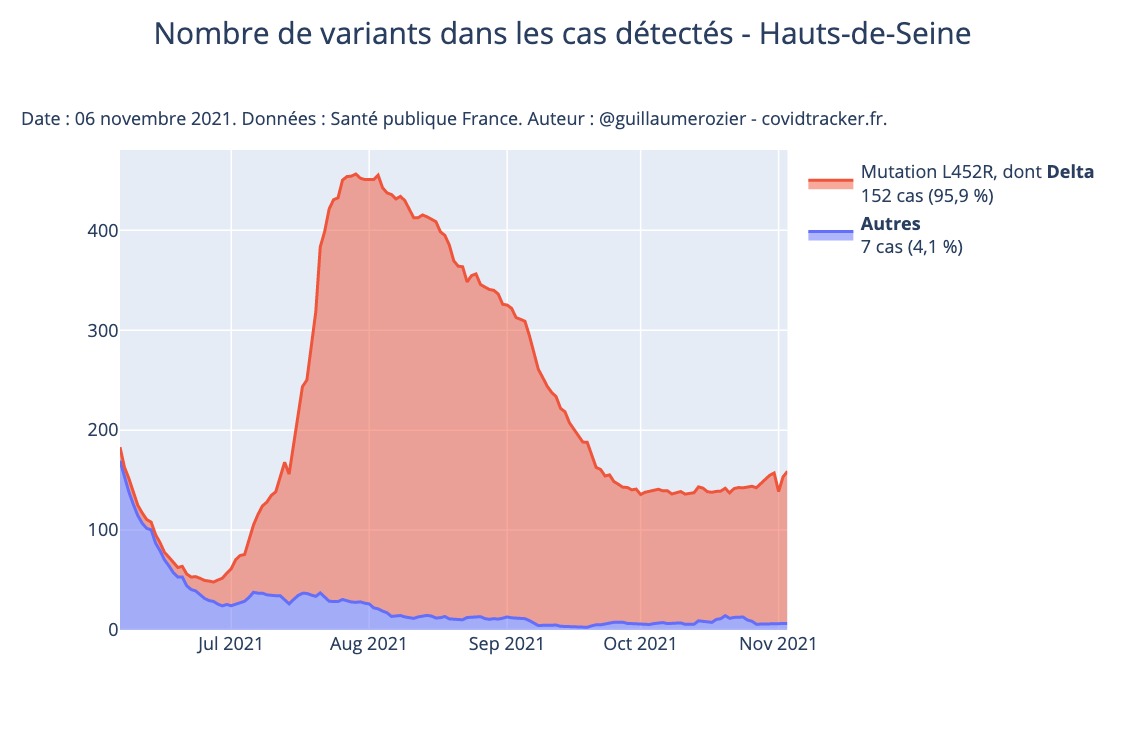 Nombre de variants dans les cas détectés - Hauts-de-Seine
Date : 06 novembre 2021. Données : Santé publique France. Auteur : @guillaumerozier - covidtracker.fr.
Mutation L452R, dont Delta
152 cas (95,9 %)
Autres
7 cas (4,1 %)
400
300
200
100
0
Jul 2021
Aug 2021
Sep 2021
Oct 2021
Nov 2021